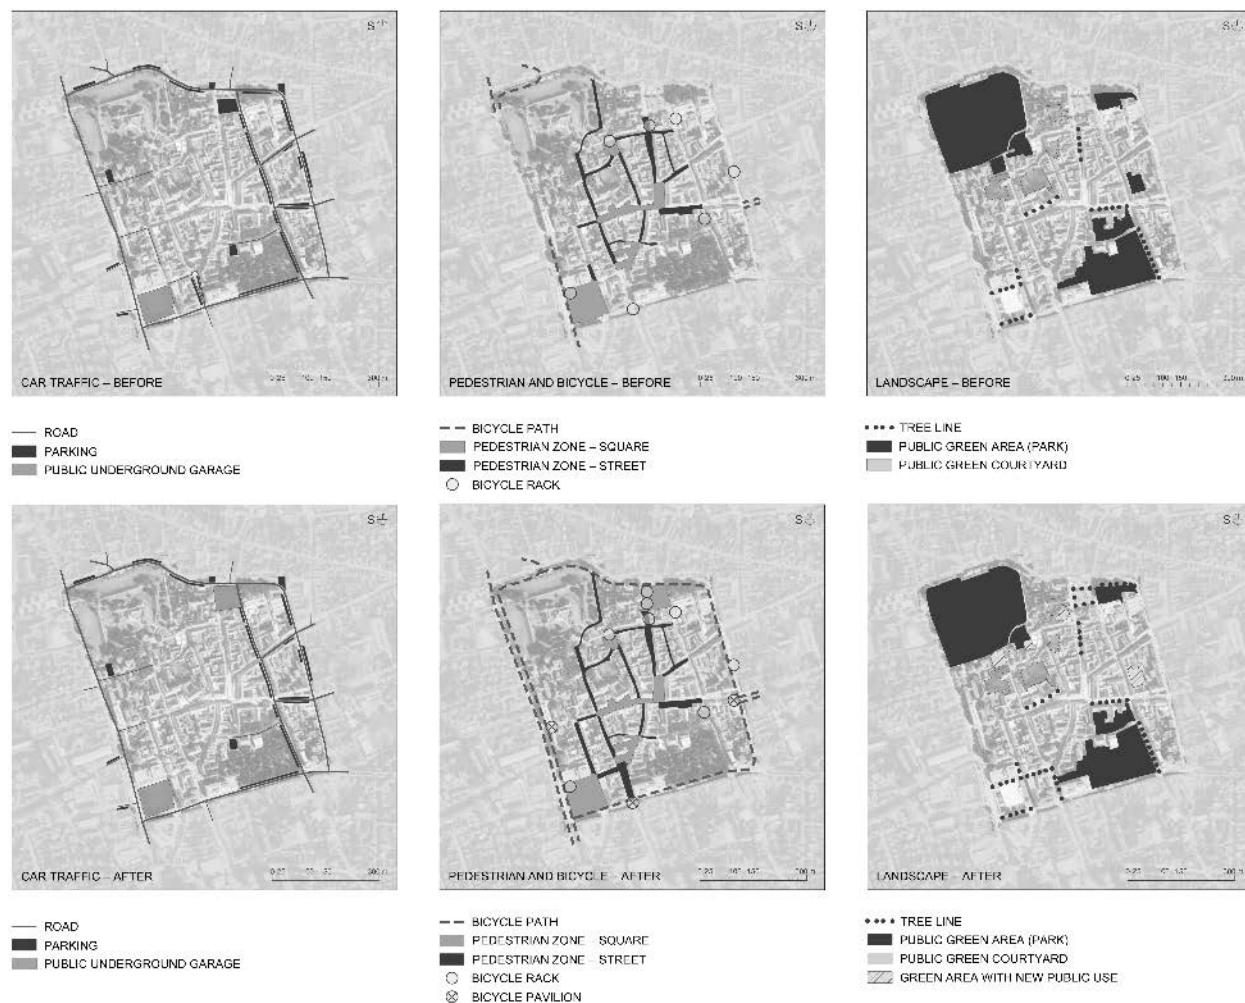 S
S
S
CAR TRAFFIC – BEFORE
PEDESTRIAN AND BICYCLE – BEFORE
LANDSCAPE – BEFORE
ROAD
PARKING
PUBLIC UNDERGROUND GARAGE
BICYCLE PATH
PEDESTRIAN ZONE – SQUARE
PEDESTRIAN ZONE – STREET
BICYCLE RACK
TREE LINE
PUBLIC GREEN AREA (PARK)
PUBLIC GREEN COURTYARD
S
S
S
CAR TRAFFIC – AFTER
PEDESTRIAN AND BICYCLE – AFTER
LANDSCAPE – AFTER
ROAD
PARKING
PUBLIC UNDERGROUND GARAGE
BICYCLE PATH
PEDESTRIAN ZONE – SQUARE
PEDESTRIAN ZONE – STREET
BICYCLE RACK
BICYCLE PAVILION
TREE LINE
PUBLIC GREEN AREA (PARK)
PUBLIC GREEN COURTYARD
GREEN AREA WITH NEW PUBLIC USE